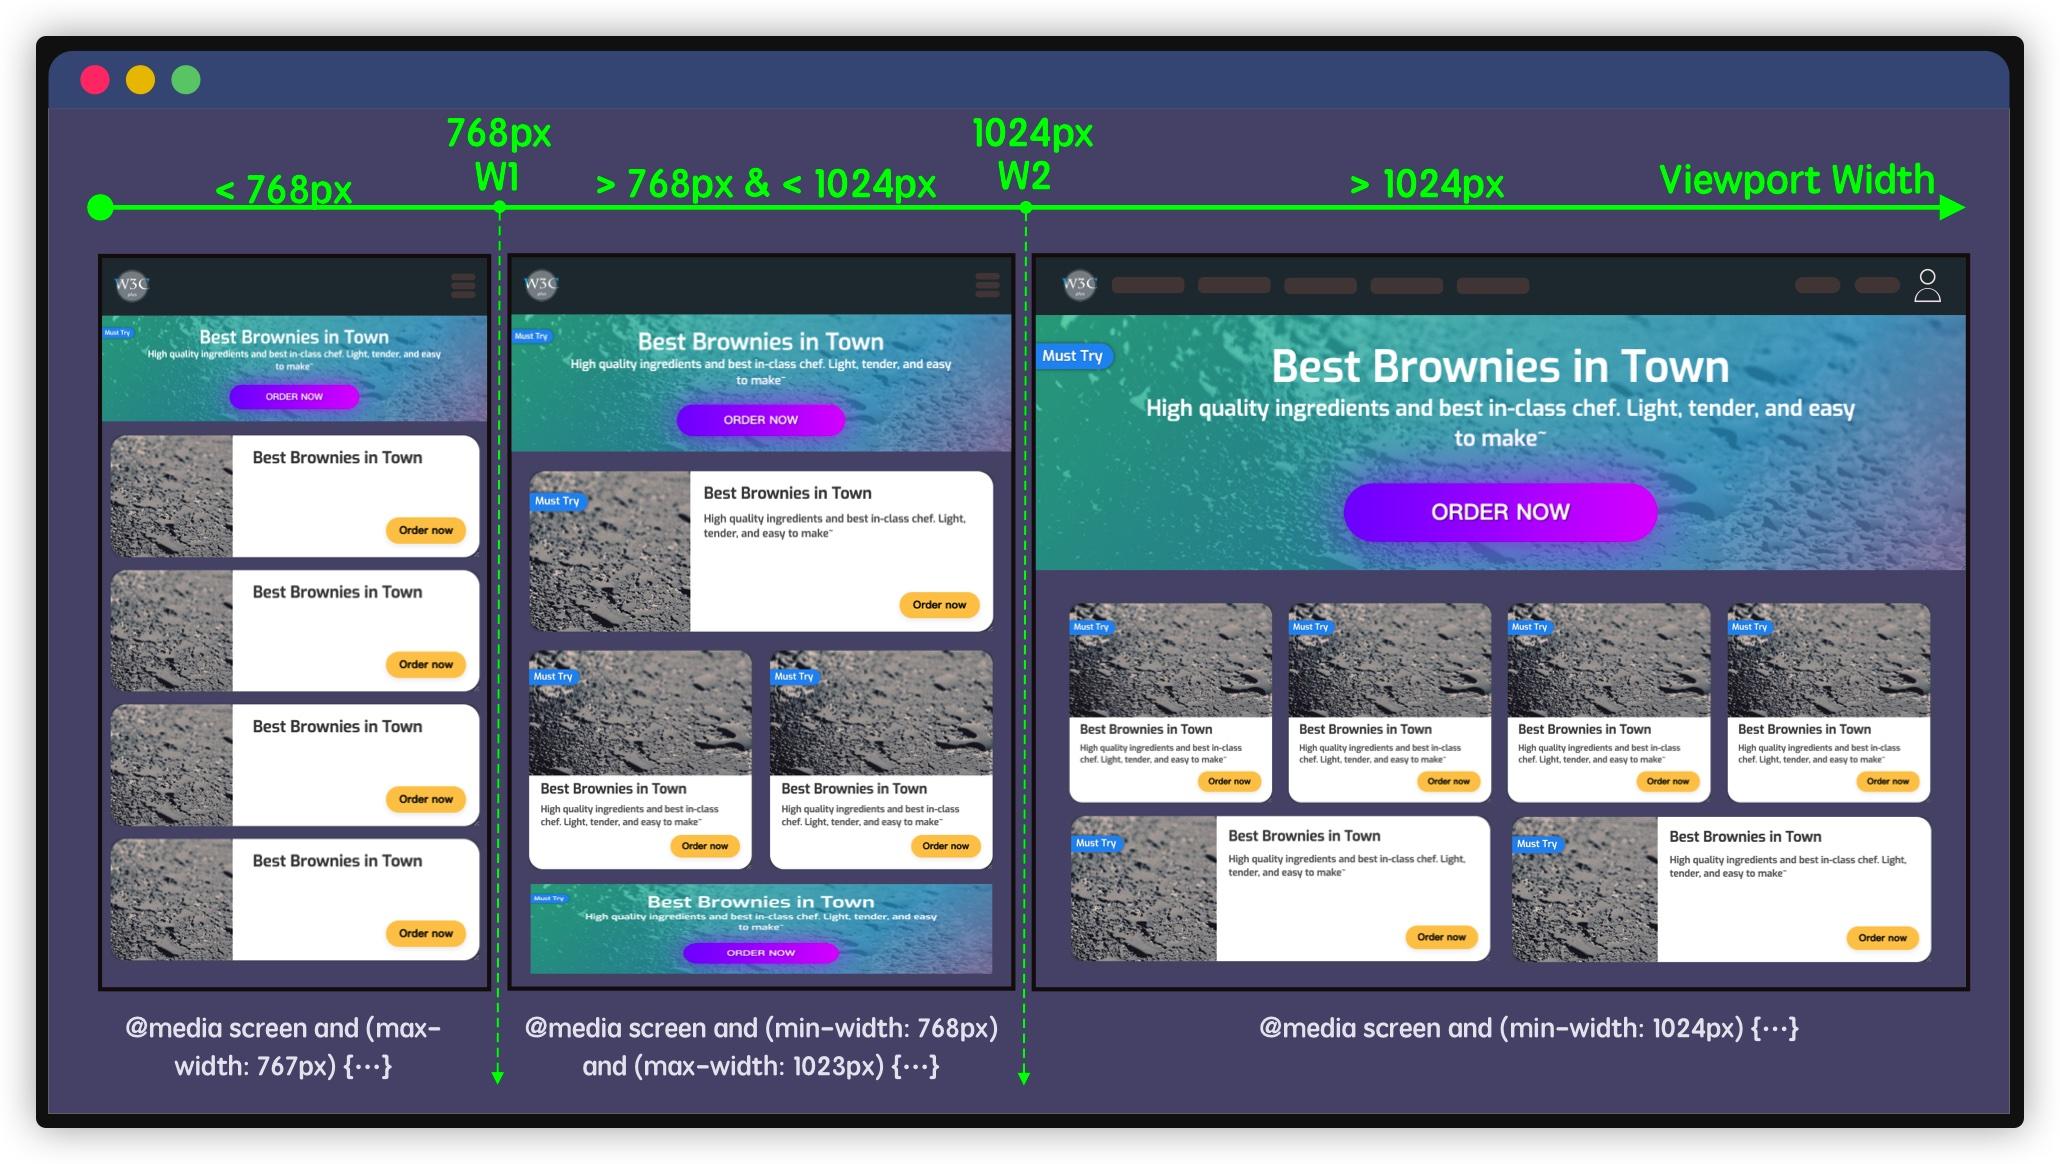 768px
W1
1024px
W2
< 768px
> 768px & < 1024px
> 1024px
Viewport Width
W3C
plus
Must Try
Best Brownies in Town
High quality ingredients and best in-class chef. Light, tender, and easy
to make~
ORDER NOW
Best Brownies in Town
Order now
Best Brownies in Town
Order now
Best Brownies in Town
Order now
Best Brownies in Town
Order now
@media screen and (max-
width: 767px) {···}
W3C
plus
Must Try
Best Brownies in Town
High quality ingredients and best in-class chef. Light, tender, and easy
to make~
ORDER NOW
Must Try
Best Brownies in Town
High quality ingredients and best in-class chef. Light,
tender, and easy to make~
Order now
Must Try
Best Brownies in Town
High quality ingredients and best in-class
chef. Light, tender, and easy to make~
Order now
Must Try
Best Brownies in Town
High quality ingredients and best in-class
chef. Light, tender, and easy to make~
Order now
Must Try
Best Brownies in Town
High quality ingredients and best in-class chef. Light, tender, and easy
to make~
ORDER NOW
@media screen and (min-width: 768px)
and (max-width: 1023px) {···}
W3C
plus
Must Try
Best Brownies in Town
High quality ingredients and best in-class chef. Light, tender, and easy
to make~
ORDER NOW
Must Try
Best Brownies in Town
High quality ingredients and best in-class
chef. Light, tender, and easy to make~
Order now
Must Try
Best Brownies in Town
High quality ingredients and best in-class
chef. Light, tender, and easy to make~
Order now
Must Try
Best Brownies in Town
High quality ingredients and best in-class
chef. Light, tender, and easy to make~
Order now
Must Try
Best Brownies in Town
High quality ingredients and best in-class
chef. Light, tender, and easy to make~
Order now
Must Try
Best Brownies in Town
High quality ingredients and best in-class chef. Light,
tender, and easy to make~
Order now
Must Try
Best Brownies in Town
High quality ingredients and best in-class chef. Light,
tender, and easy to make~
Order now
@media screen and (min-width: 1024px) {···}